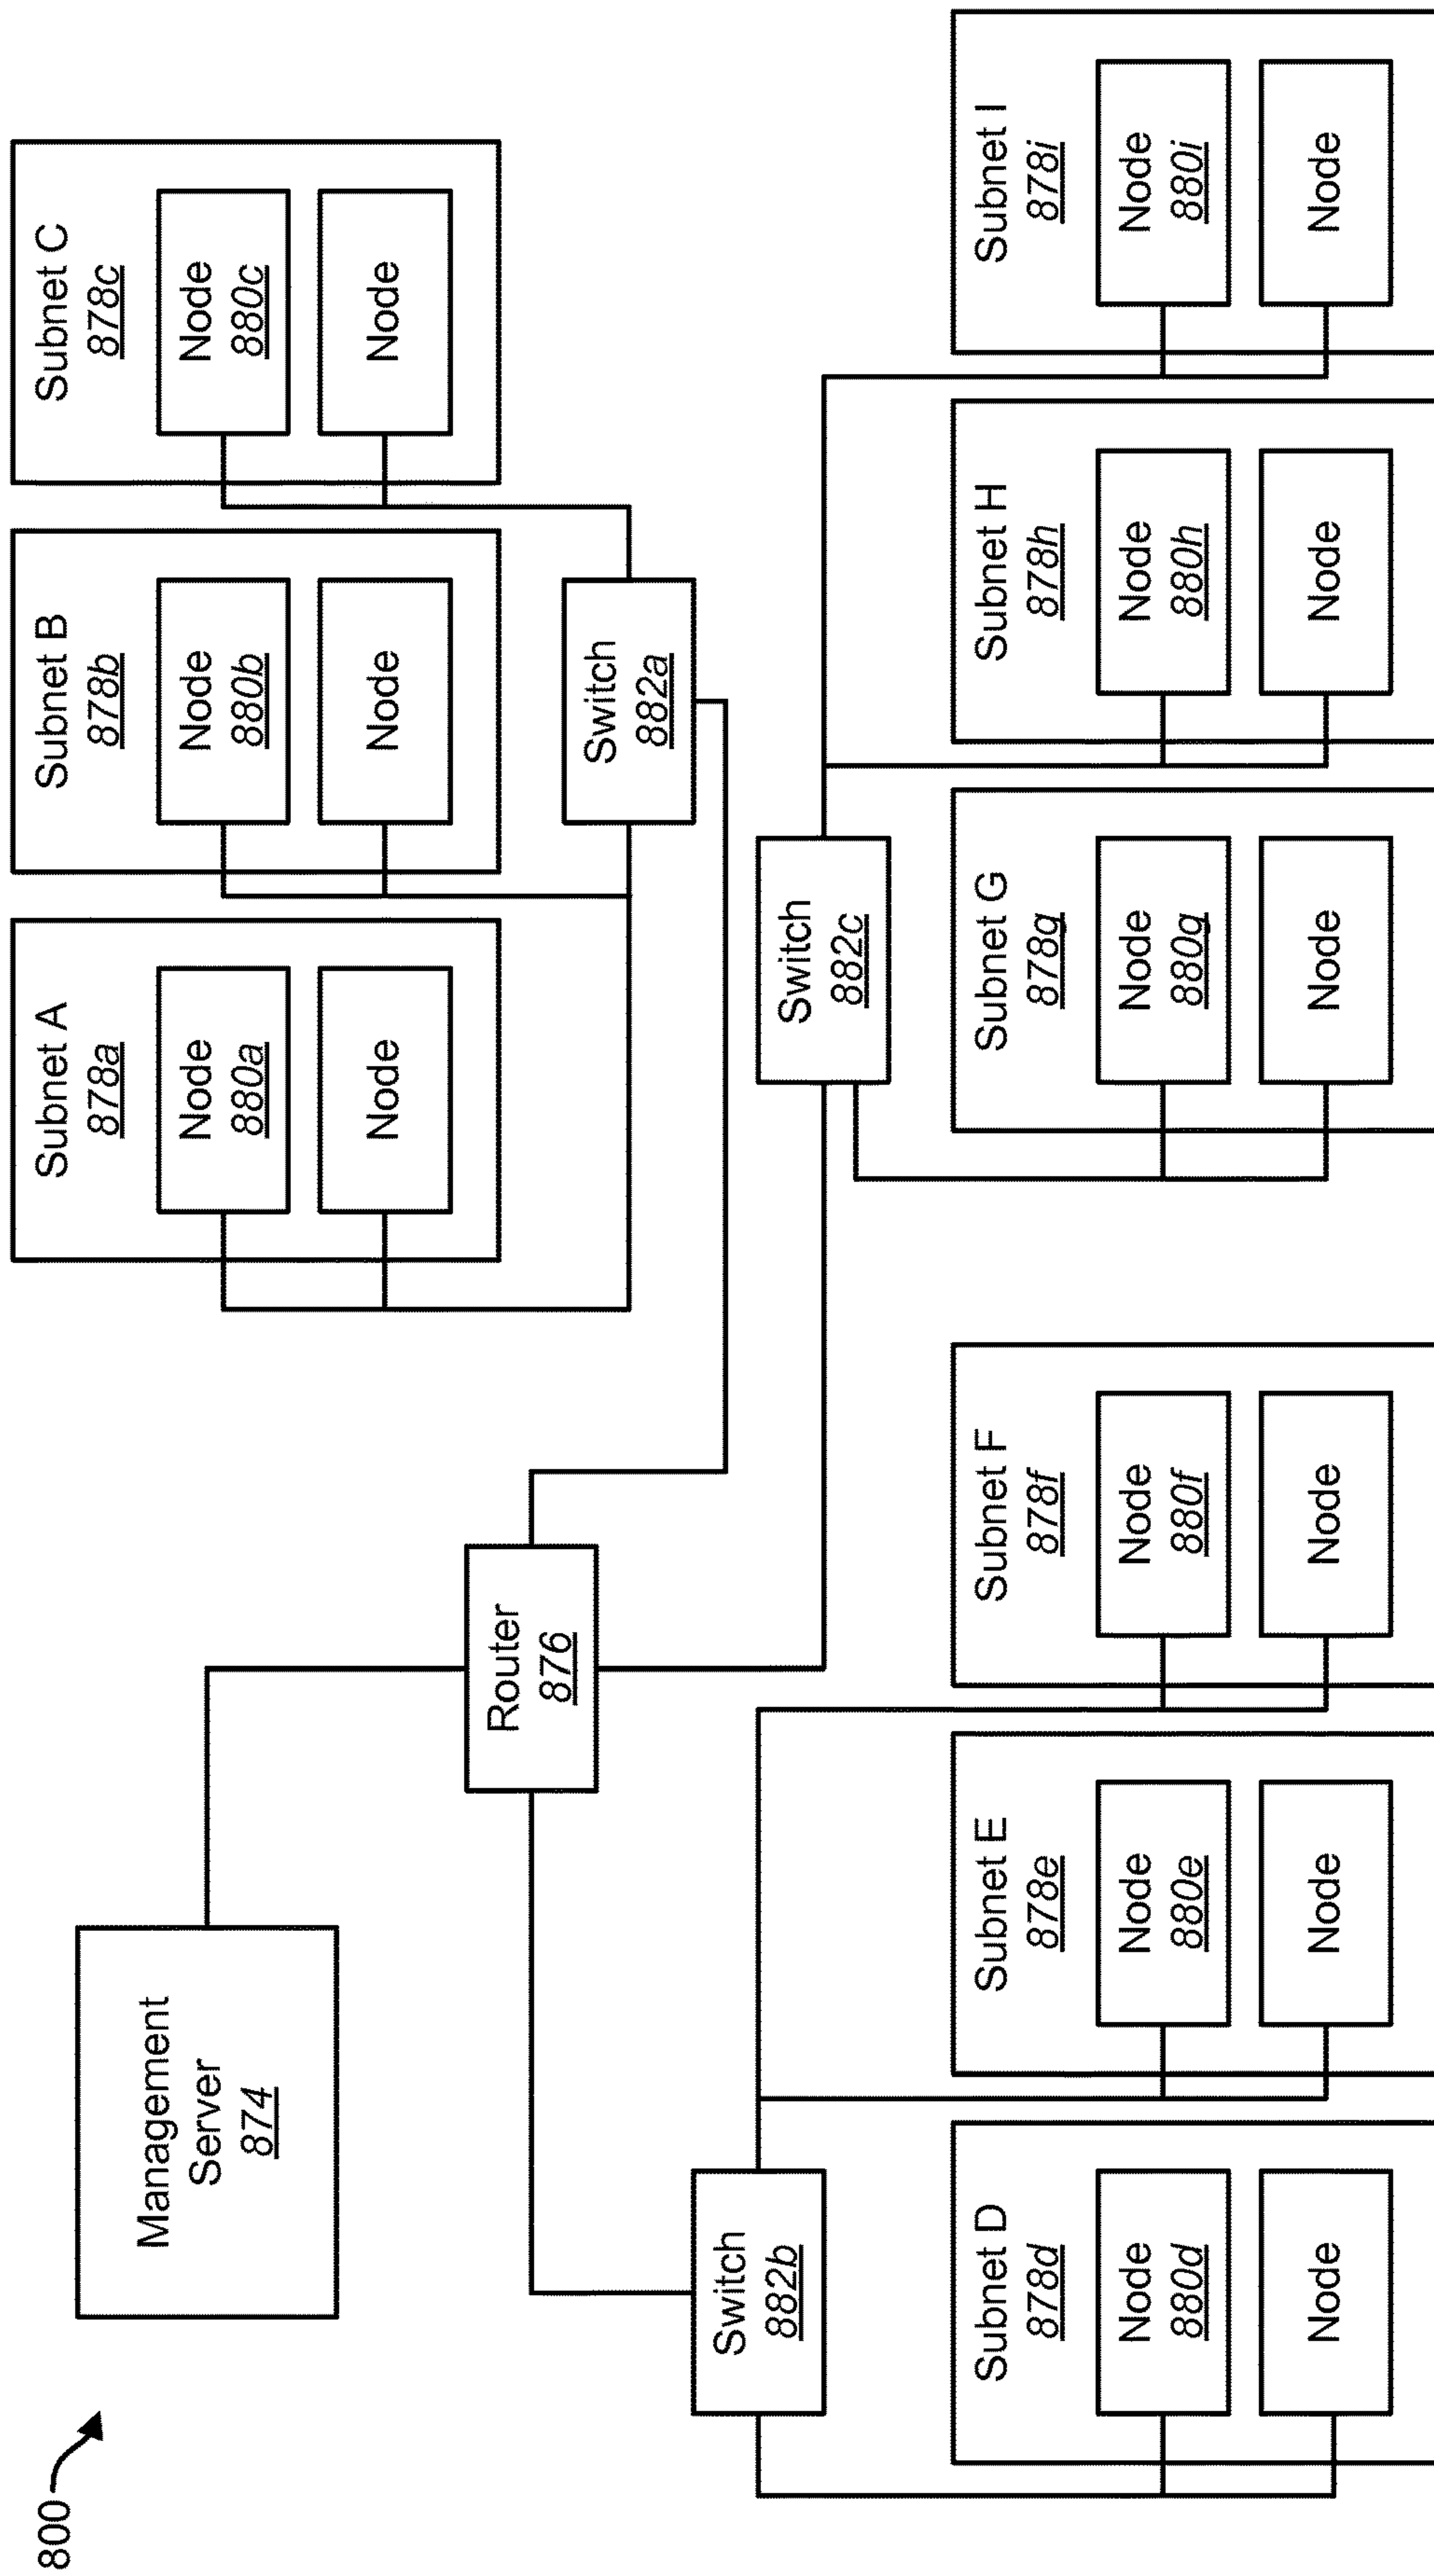 800
Management
Server
874
Router
876
Subnet A
878a
Node
880a
Node
Subnet B
878b
Node
880b
Node
Subnet C
878c
Node
880c
Node
Switch
882a
Switch
882b
Switch
882c
Subnet D
878d
Node
880d
Node
Subnet E
878e
Node
880e
Node
Subnet F
878f
Node
880f
Node
Subnet G
878g
Node
880g
Node
Subnet H
878h
Node
880h
Node
Subnet I
878i
Node
880i
Node